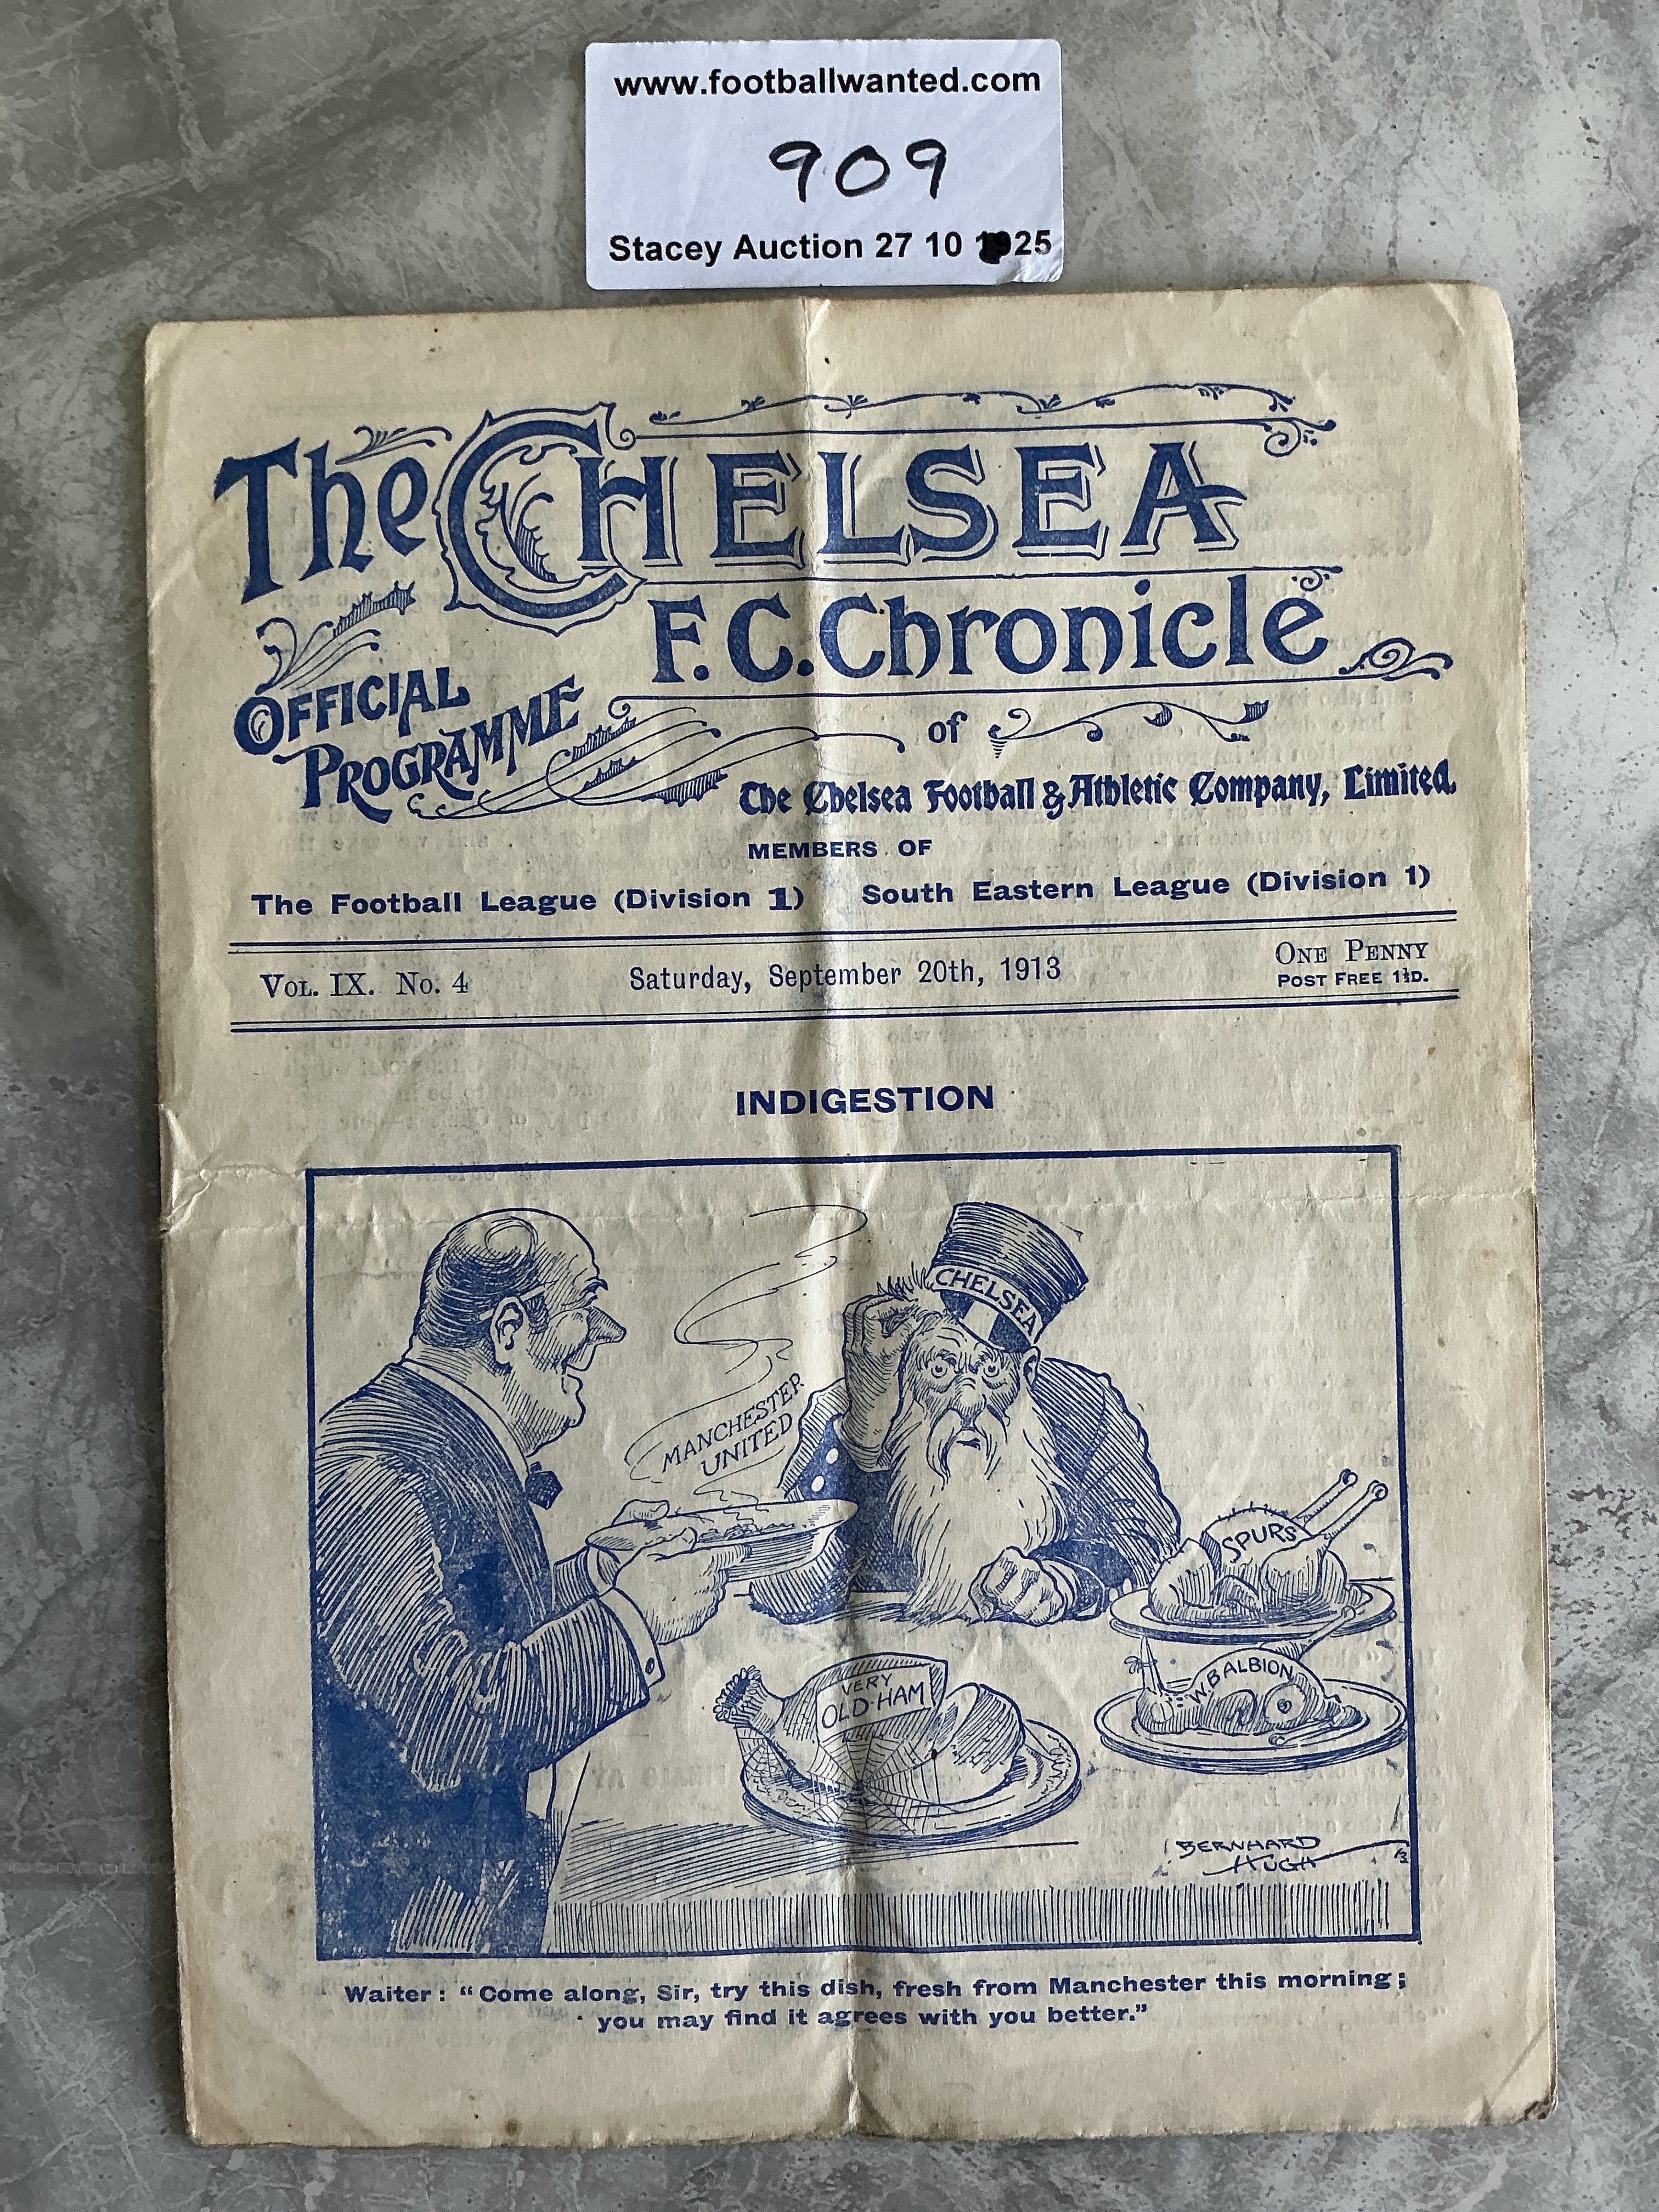 www.footballwanted.com
909
Stacey Auction 27 10 1925
The CHELSEA
F.C. Chronicle
OFFICIAL
PROGRAMME
of
The Chelsea Football & Athletic Company, Limited.
MEMBERS OF
The Football League (Division 1) South Eastern League (Division 1)
VOL. IX. No. 4
Saturday, September 20th, 1913
ONE PENNY
POST FREE 1½D.
INDIGESTION
CHELSEA
MANCHESTER
UNITED
SPURS
W.B ALBION
VERY
OLD-HAM
BERNHARD
HUGH
13
Waiter: "Come along, Sir, try this dish, fresh from Manchester this morning;
you may find it agrees with you better."